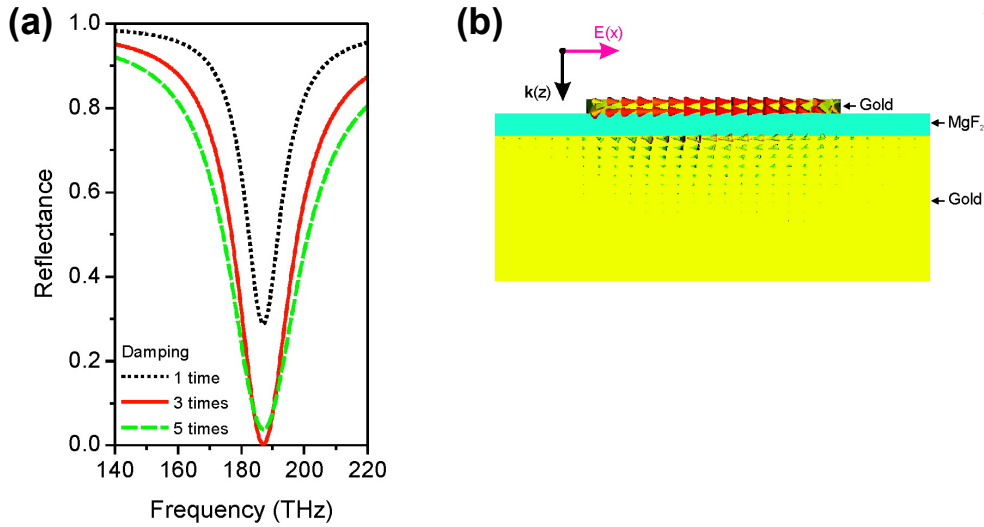 (a)
1.0
0.8
0.6
0.4
0.2
0.0
Reflectance
Damping
1 time
3 times
5 times
140 160 180 200 220
Frequency (THz)
(b)
E(x)
k(z)
Gold
MgF₂
Gold